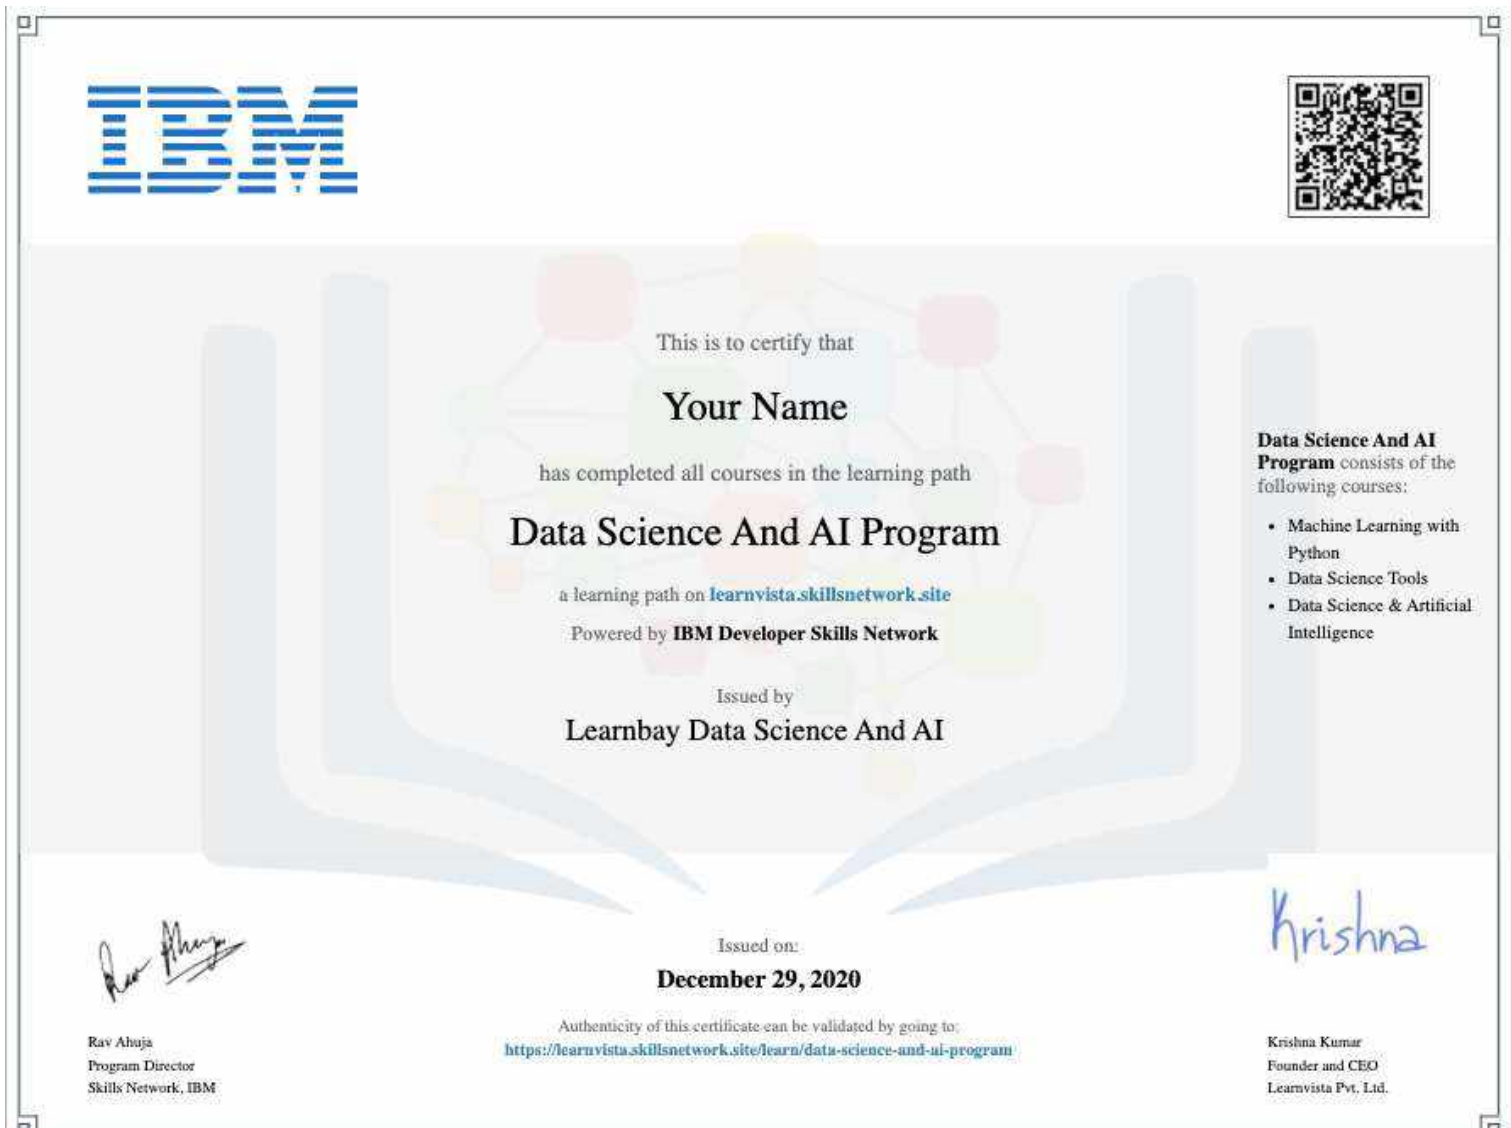 IBM
This is to certify that
Your Name
has completed all courses in the learning path
Data Science And AI Program
a learning path on learnvista.skillsnetwork.site
Powered by IBM Developer Skills Network
Issued by
Learnbay Data Science And AI
Data Science And AI
Program consists of the
following courses:
• Machine Learning with
Python
• Data Science Tools
• Data Science & Artificial
Intelligence
Rav Ahuja
Krishna
Issued on:
December 29, 2020
Authenticity of this certificate can be validated by going to:
https://learnvista.skillsnetwork.site/learn/data-science-and-ai-program
Rav Ahuja
Program Director
Skills Network, IBM
Krishna Kumar
Founder and CEO
Learnvista Pvt. Ltd.